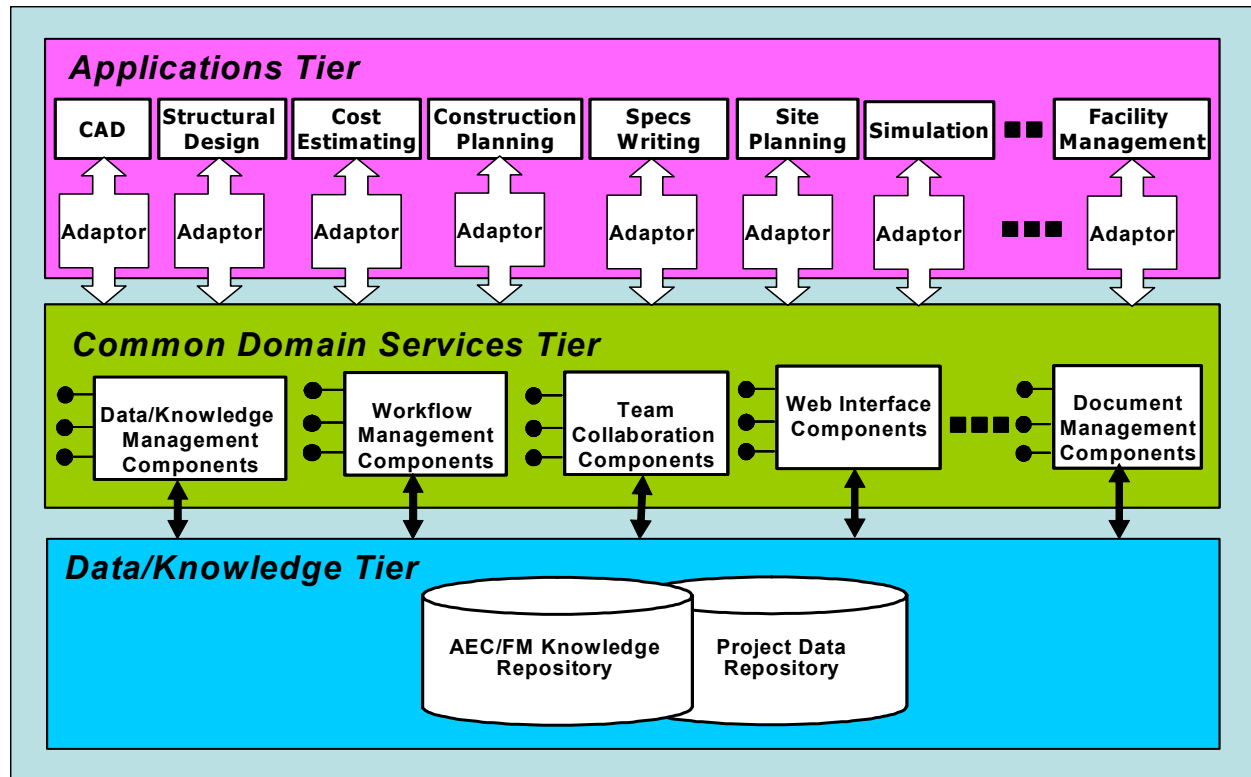 Applications Tier
CAD
Structural
Design
Cost
Estimating
Construction
Planning
Specs
Writing
Site
Planning
Simulation
Facility
Management
Adaptor
Adaptor
Adaptor
Adaptor
Adaptor
Adaptor
Adaptor
Adaptor
Common Domain Services Tier
Data/Knowledge
Management
Components
Workflow
Management
Components
Team
Collaboration
Components
Web Interface
Components
Document
Management
Components
Data/Knowledge Tier
AEC/FM Knowledge
Repository
Project Data
Repository